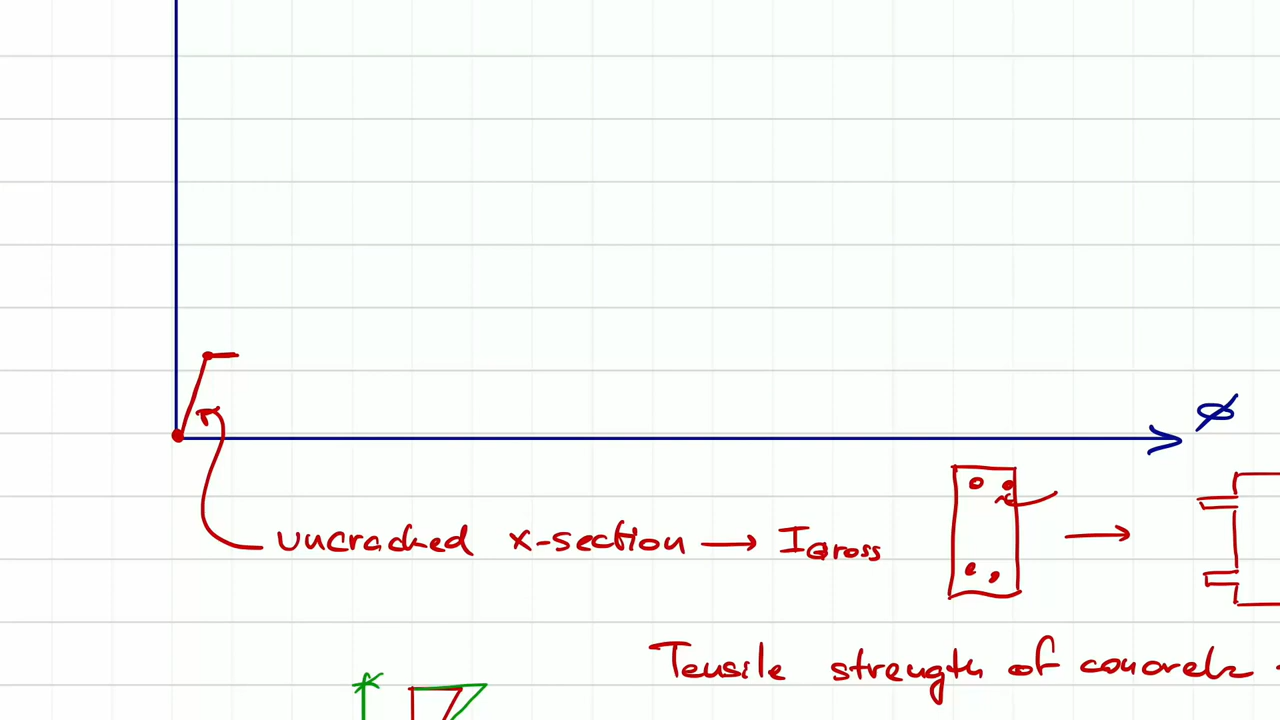 ϕ
uncracked x-section → IGross
Tensile strength of concrete